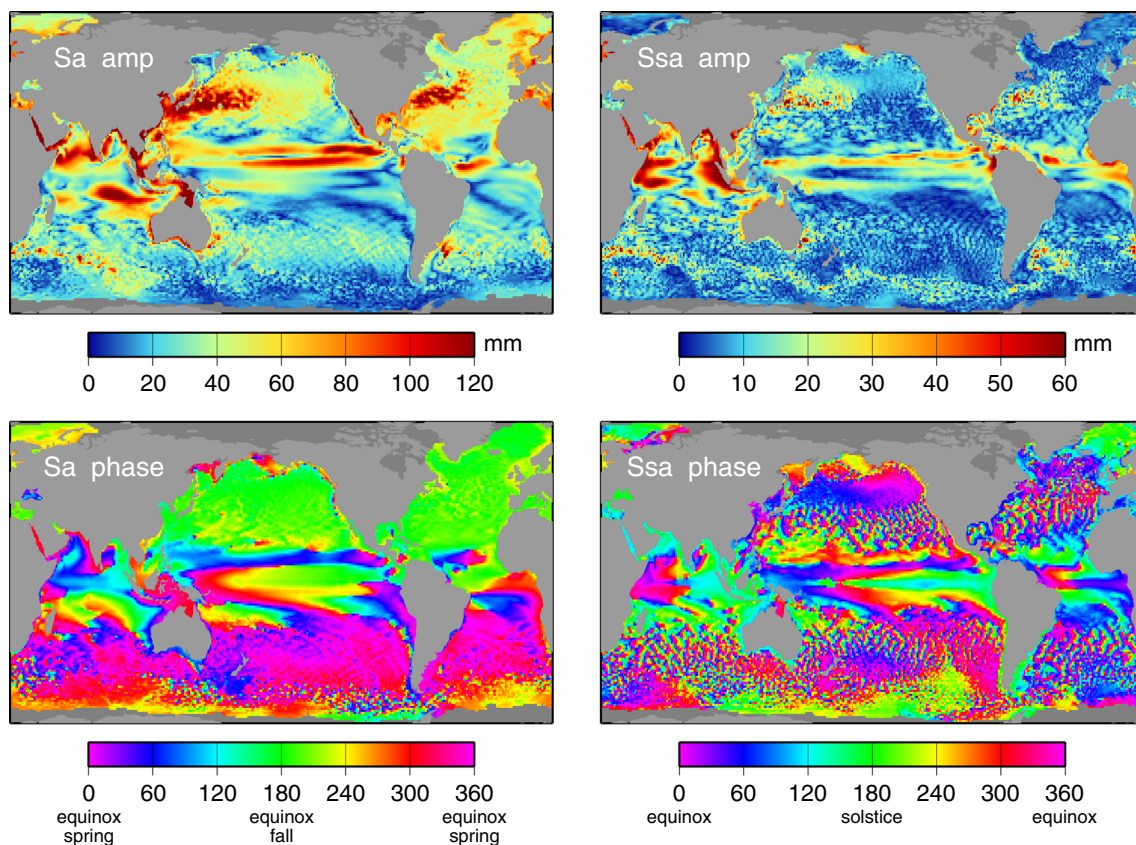 Sa amp
Ssa amp
mm
0 20 40 60 80 100 120
mm
0 10 20 30 40 50 60
Sa phase
Ssa phase
0 60 120 180 240 300 360
equinox equinox equinox
spring fall spring
0 60 120 180 240 300 360
equinox solstice equinox